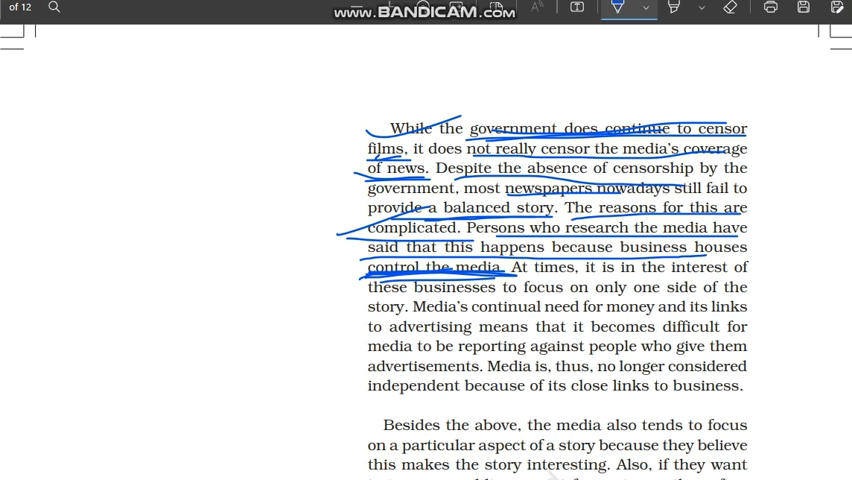 of 12
www.BANDICAM.com
While the government does continue to censor
films, it does not really censor the media's coverage
of news. Despite the absence of censorship by the
government, most newspapers nowadays still fail to
provide a balanced story. The reasons for this are
complicated. Persons who research the media have
said that this happens because business houses
control the media. At times, it is in the interest of
these businesses to focus on only one side of the
story. Media's continual need for money and its links
to advertising means that it becomes difficult for
media to be reporting against people who give them
advertisements. Media is, thus, no longer considered
independent because of its close links to business.
Besides the above, the media also tends to focus
on a particular aspect of a story because they believe
this makes the story interesting. Also, if they want